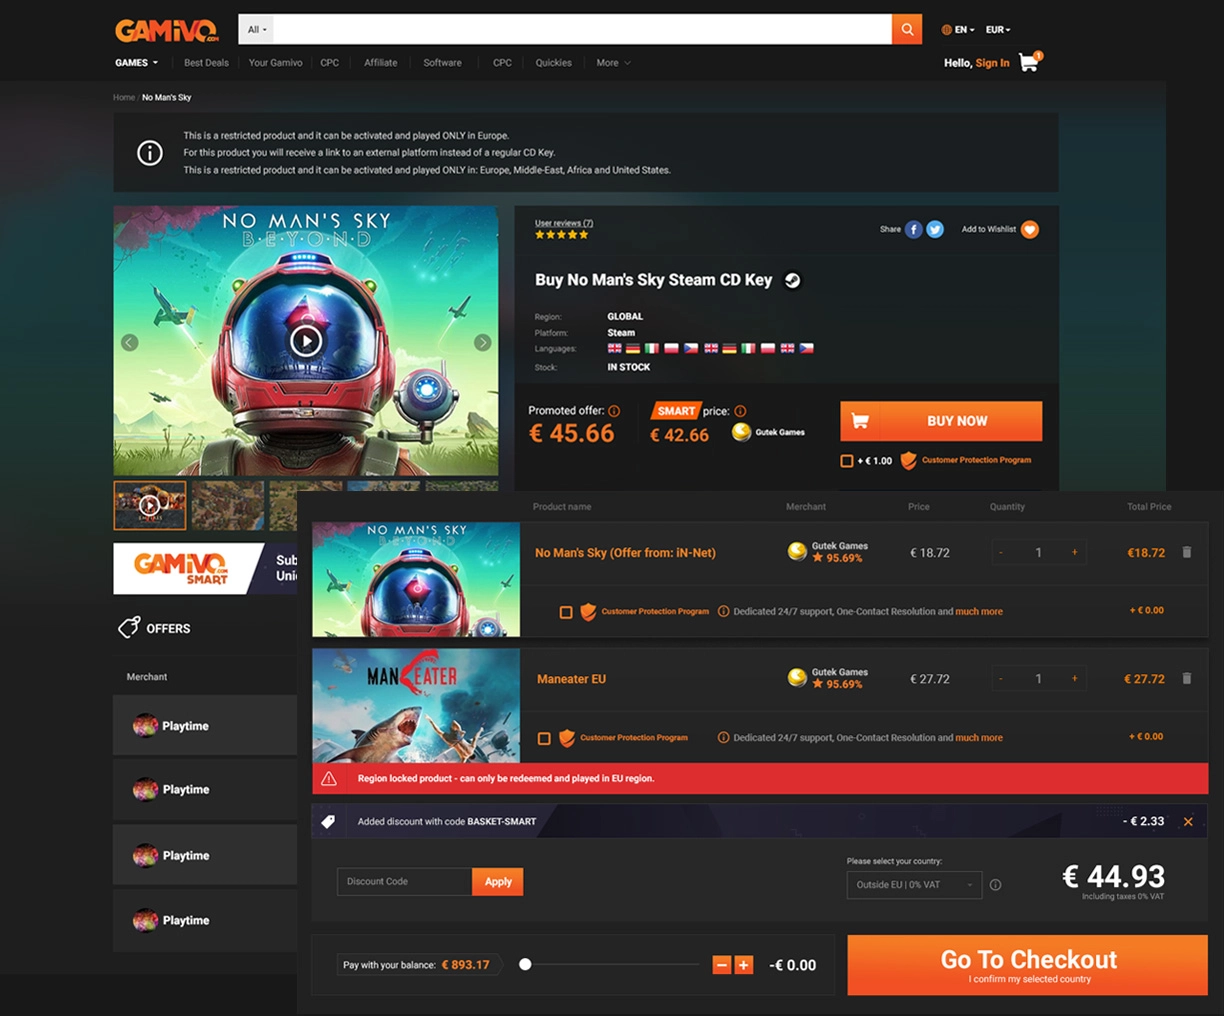 GAMIVO.COM
All
EN
EUR
GAMES
Best Deals
Your Gamivo
CPC
Affiliate
Software
CPC
Quickies
More
Hello, Sign In
1
Home / No Man's Sky
This is a restricted product and it can be activated and played ONLY in Europe.
For this product you will receive a link to an external platform instead of a regular CD Key.
This is a restricted product and it can be activated and played ONLY in: Europe, Middle-East, Africa and United States.
NO MAN'S SKY
BEYOND
User reviews (7)
Share
Add to Wishlist
Buy No Man's Sky Steam CD Key
Region: GLOBAL
Platform: Steam
Languages:
Stock: IN STOCK
Promoted offer:
€ 45.66
SMART price:
€ 42.66
Gutek Games
BUY NOW
+ € 1.00 Customer Protection Program
GAMIVO.COM
SMART
Sub
Uni
OFFERS
Merchant
Playtime
Playtime
Playtime
Playtime
Product name
Merchant
Price
Quantity
Total Price
NO MAN'S SKY
BEYOND
No Man's Sky (Offer from: iN-Net)
Gutek Games
95.69%
€ 18.72
- 1 +
€18.72
Customer Protection Program
Dedicated 24/7 support, One-Contact Resolution and much more
+ € 0.00
MANEATER
Maneater EU
Gutek Games
95.69%
€ 27.72
- 1 +
€ 27.72
Customer Protection Program
Dedicated 24/7 support, One-Contact Resolution and much more
+ € 0.00
Region locked product - can only be redeemed and played in EU region.
Added discount with code BASKET-SMART
- € 2.33
Discount Code
Apply
Please select your country:
Outside EU | 0% VAT
€ 44.93
Including taxes 0% VAT
Pay with your balance: € 893.17
-€ 0.00
Go To Checkout
I confirm my selected country